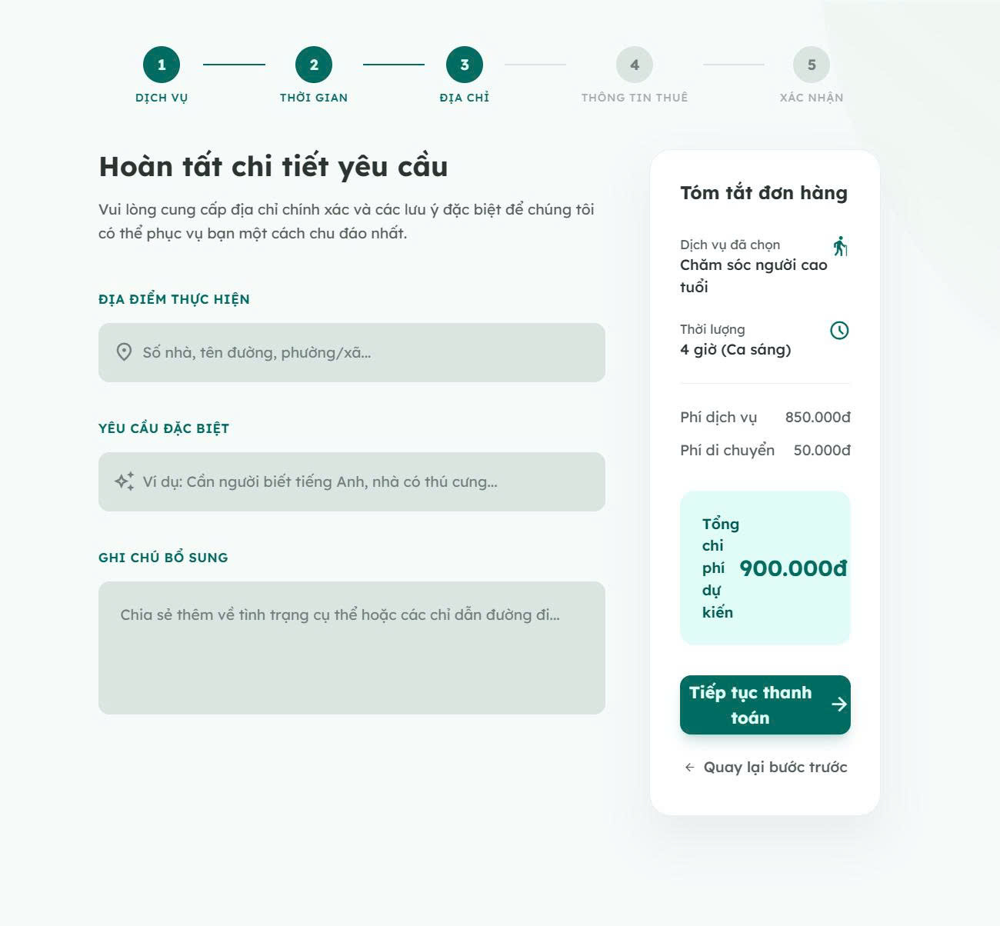 1
2
3
4
5
DỊCH VỤ
THỜI GIAN
ĐỊA CHỈ
THÔNG TIN THUÊ
XÁC NHẬN
Hoàn tất chi tiết yêu cầu
Vui lòng cung cấp địa chỉ chính xác và các lưu ý đặc biệt để chúng tôi
có thể phục vụ bạn một cách chu đáo nhất.
ĐỊA ĐIỂM THỰC HIỆN
Số nhà, tên đường, phường/xã...
YÊU CẦU ĐẶC BIỆT
Ví dụ: Cần người biết tiếng Anh, nhà có thú cưng...
GHI CHÚ BỔ SUNG
Chia sẻ thêm về tình trạng cụ thể hoặc các chỉ dẫn đường đi...
Tóm tắt đơn hàng
Dịch vụ đã chọn
Chăm sóc người cao
tuổi
Thời lượng
4 giờ (Ca sáng)
Phí dịch vụ 850.000đ
Phí di chuyển 50.000đ
Tổng
chi
phí
dự
kiến
900.000đ
Tiếp tục thanh
toán
Quay lại bước trước